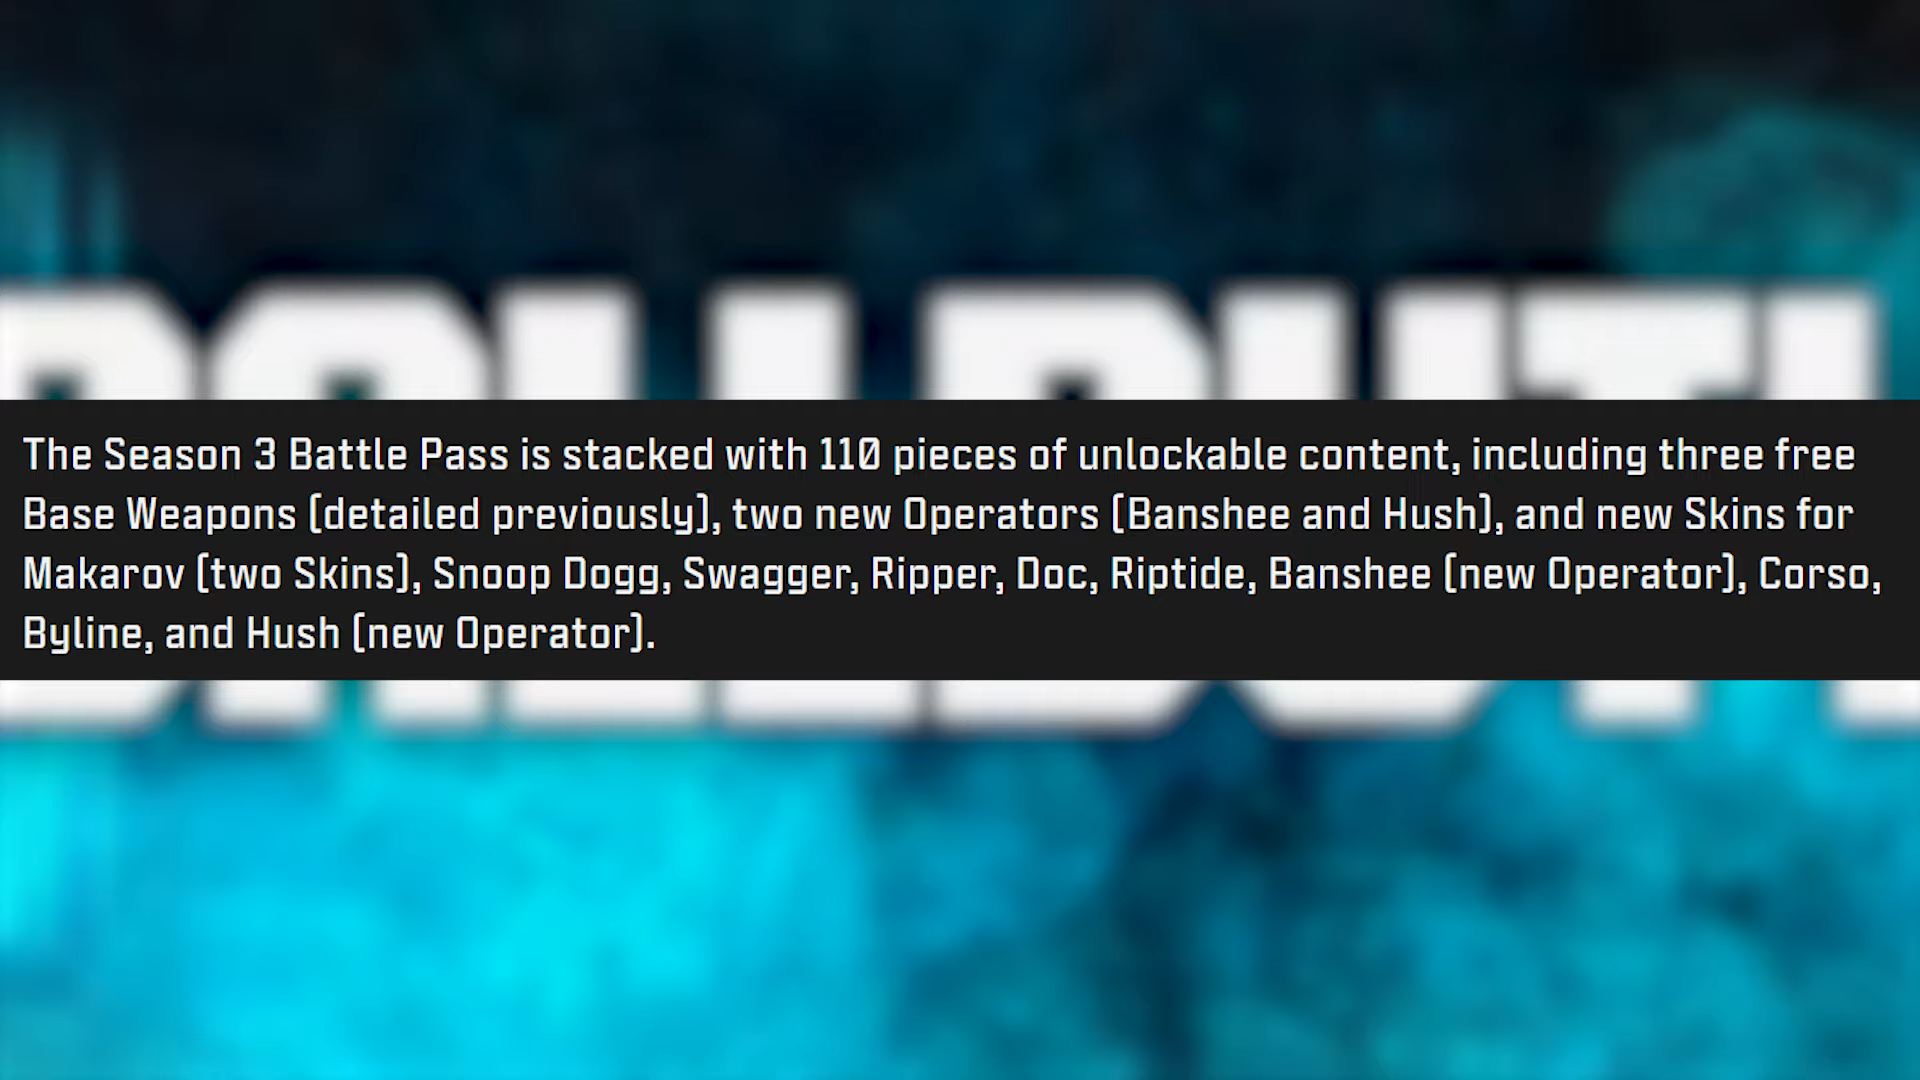 The Season 3 Battle Pass is stacked with 110 pieces of unlockable content, including three free
Base Weapons (detailed previously), two new Operators (Banshee and Hush), and new Skins for
Makarov (two Skins), Snoop Dogg, Swagger, Ripper, Doc, Riptide, Banshee (new Operator), Corso,
Byline, and Hush (new Operator).